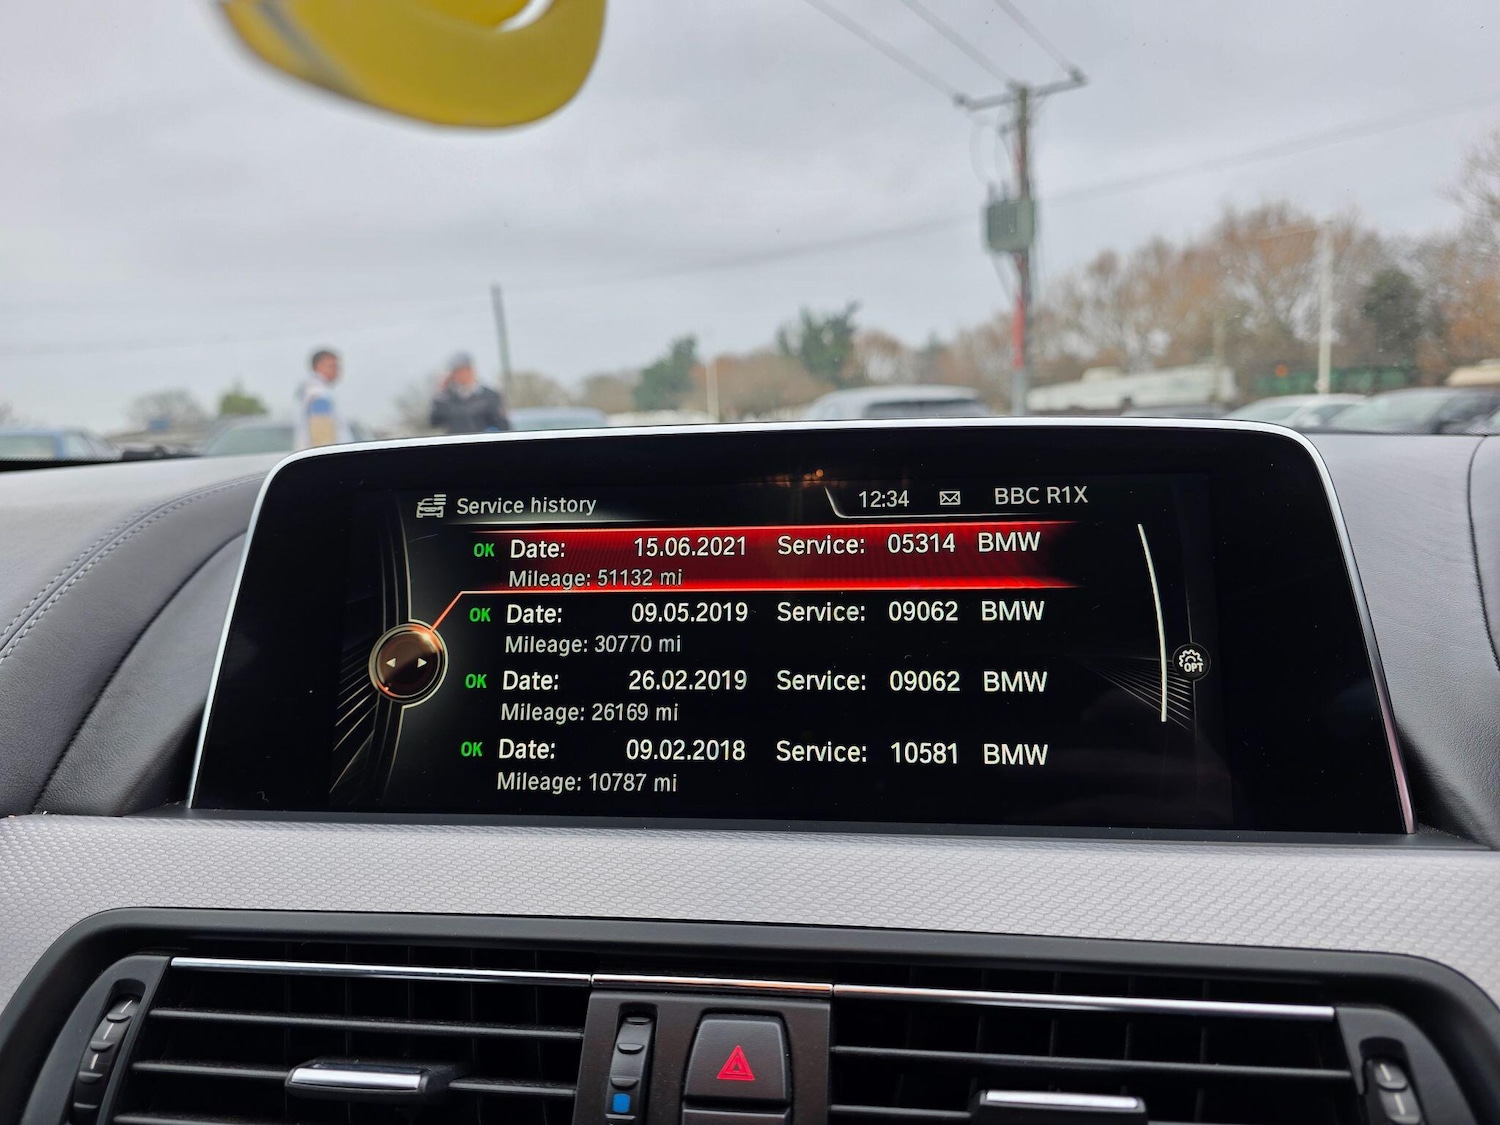 Service history 12:34 BBC R1X
OK Date: 15.06.2021 Service: 05314 BMW
Mileage: 51132 mi
OK Date: 09.05.2019 Service: 09062 BMW
Mileage: 30770 mi
OK Date: 26.02.2019 Service: 09062 BMW
Mileage: 26169 mi
OPT
OK Date: 09.02.2018 Service: 10581 BMW
Mileage: 10787 mi